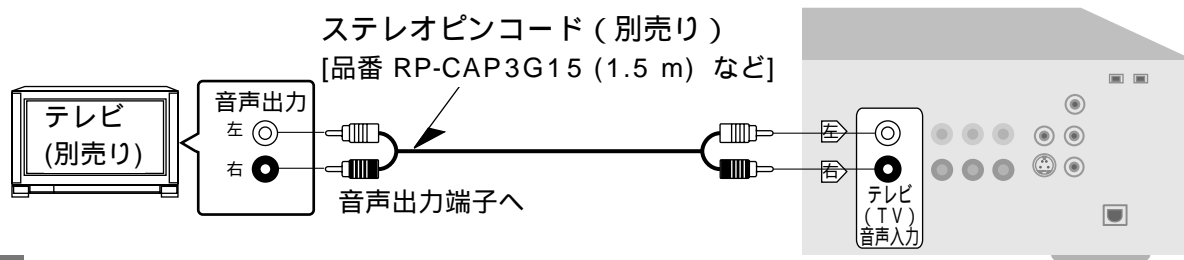 ステレオピンコード(別売り)
[品番 RP-CAP3G15 (1.5 m) など]
テレビ
(別売り)
音声出力
左
右
音声出力端子へ
左
右
テレビ
(TV)
音声入力